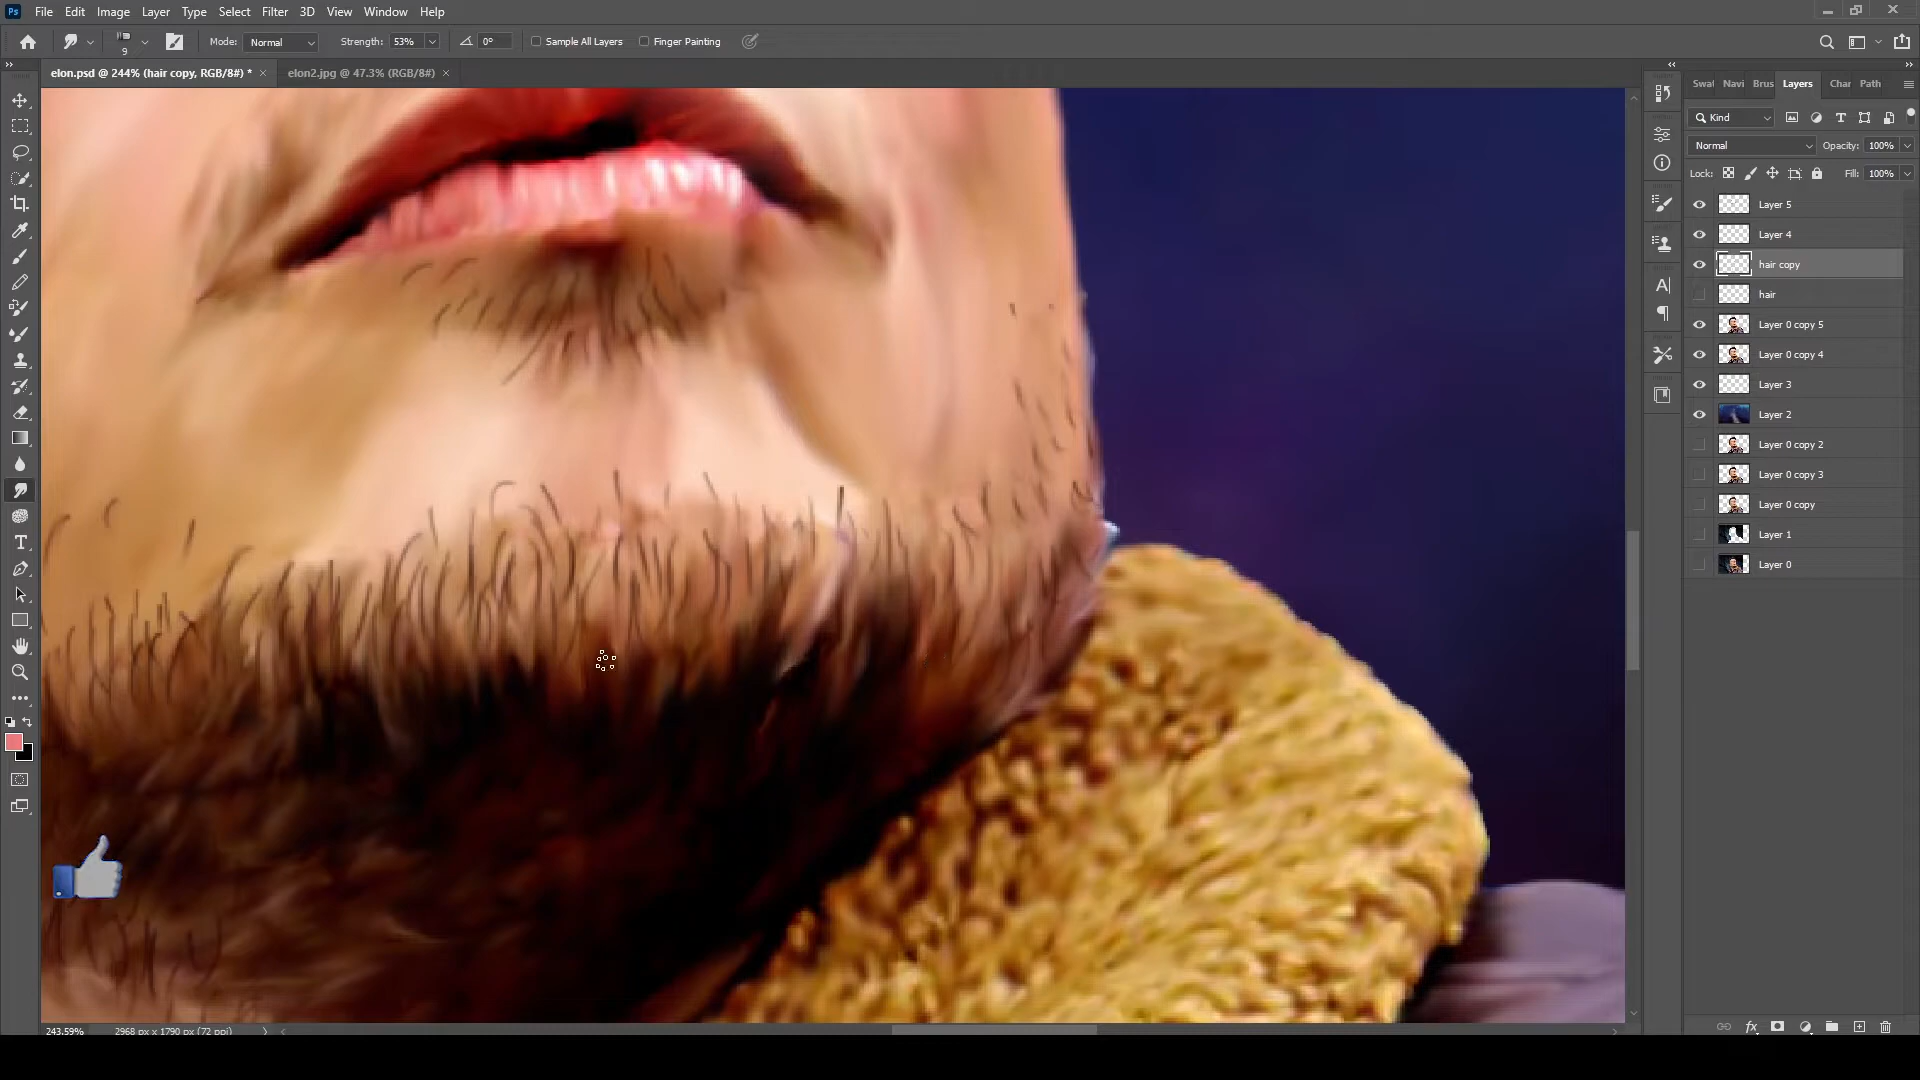 Ps File Edit Image Layer Type Select Filter 3D View Window Help
9 Mode: Normal Strength: 53% 0° Sample All Layers Finger Painting
elon.psd @ 244% (hair copy, RGB/8#) * × elon2.jpg @ 47.3% (RGB/8#) ×
Swat Navi Brus Layers Char Path
Kind
Normal Opacity: 100%
Lock: Fill: 100%
Layer 5
Layer 4
hair copy
hair
Layer 0 copy 5
Layer 0 copy 4
Layer 3
Layer 2
Layer 0 copy 2
Layer 0 copy 3
Layer 0 copy
Layer 1
Layer 0
243.59% 2968 px x 1790 px (72 ppi)